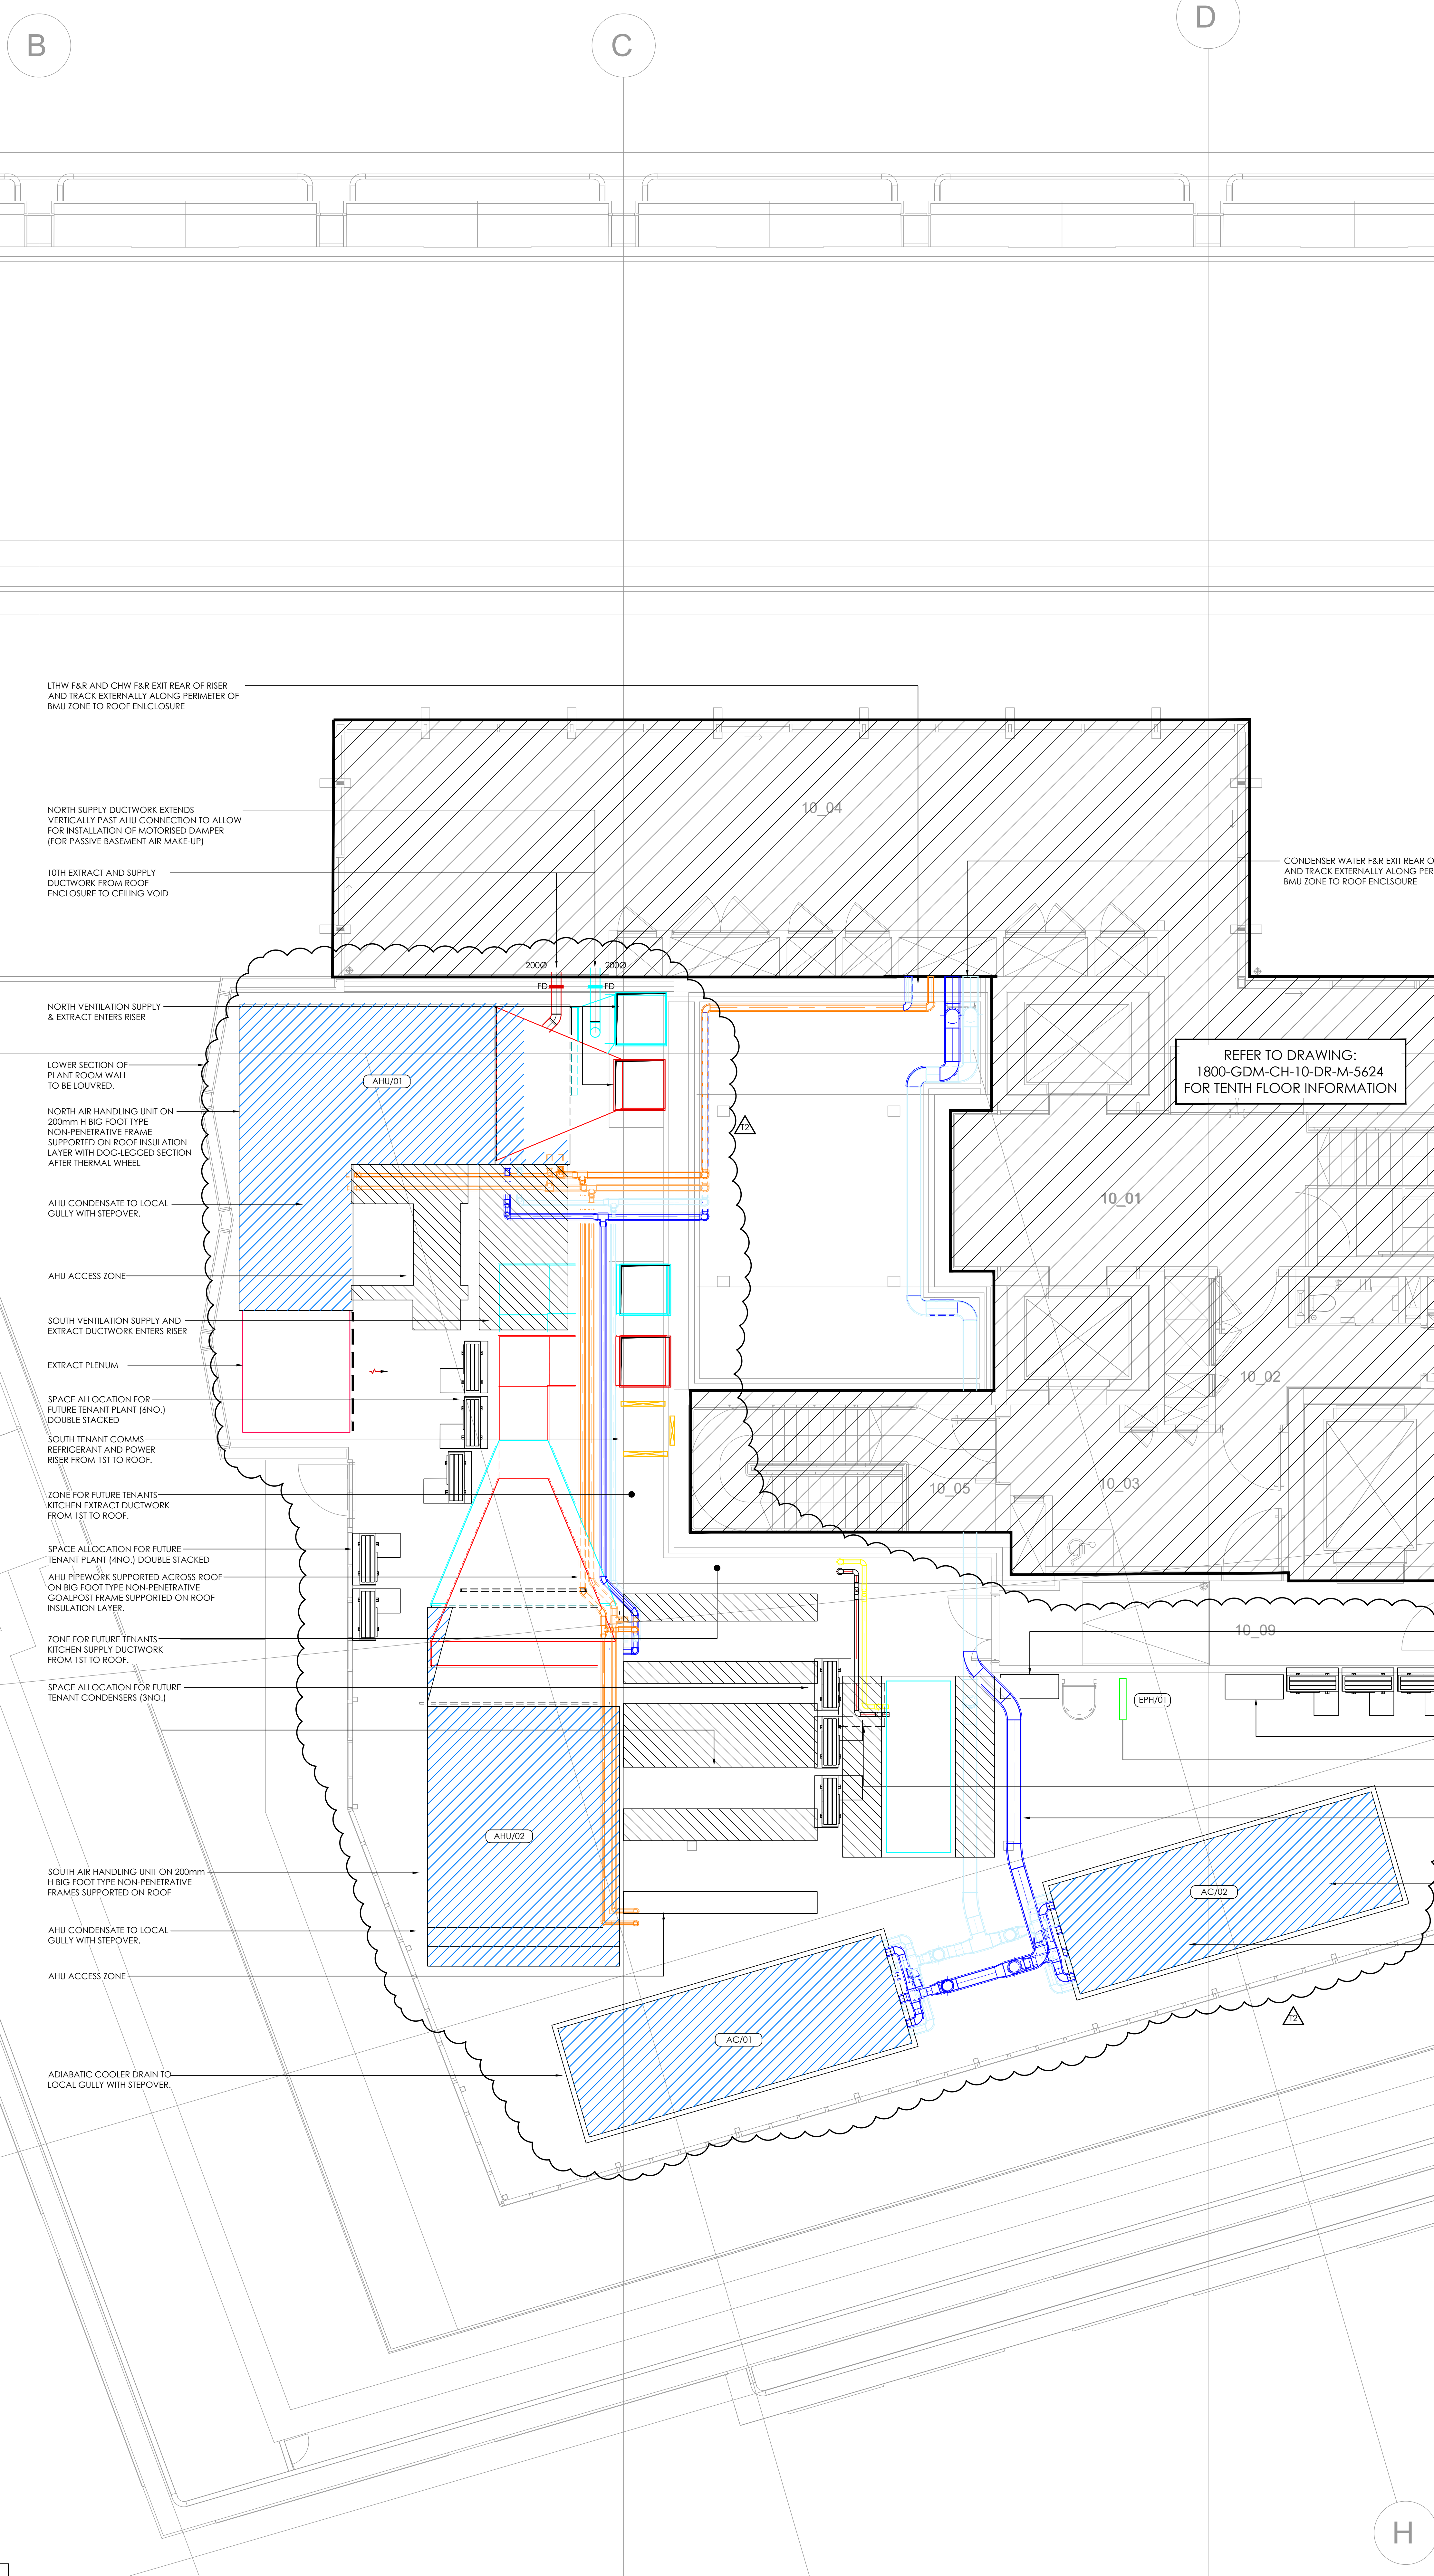 B
C
D
LTHW F&R AND CHW F&R EXIT REAR OF RISER
AND TRACK EXTERNALLY ALONG PERIMETER OF
BMU ZONE TO ROOF ENLCLOSURE
NORTH SUPPLY DUCTWORK EXTENDS
VERTICALLY PAST AHU CONNECTION TO ALLOW
FOR INSTALLATION OF MOTORISED DAMPER
(FOR PASSIVE BASEMENT AIR MAKE-UP)
10TH EXTRACT AND SUPPLY
DUCTWORK FROM ROOF
ENCLOSURE TO CEILING VOID
10_04
CONDENSER WATER F&R EXIT REAR O
AND TRACK EXTERNALLY ALONG PER
BMU ZONE TO ROOF ENCLSOURE
200Ø
200Ø
FD
FD
NORTH VENTILATION SUPPLY
& EXTRACT ENTERS RISER
LOWER SECTION OF
PLANT ROOM WALL
TO BE LOUVRED.
AHU/01
REFER TO DRAWING:
1800-GDM-CH-10-DR-M-5624
FOR TENTH FLOOR INFORMATION
NORTH AIR HANDLING UNIT ON
200mm H BIG FOOT TYPE
NON-PENETRATIVE FRAME
SUPPORTED ON ROOF INSULATION
LAYER WITH DOG-LEGGED SECTION
AFTER THERMAL WHEEL
T2
AHU CONDENSATE TO LOCAL
GULLY WITH STEPOVER.
10_01
AHU ACCESS ZONE
SOUTH VENTILATION SUPPLY AND
EXTRACT DUCTWORK ENTERS RISER
EXTRACT PLENUM
10_02
SPACE ALLOCATION FOR
FUTURE TENANT PLANT (6NO.)
DOUBLE STACKED
SOUTH TENANT COMMS
REFRIGERANT AND POWER
RISER FROM 1ST TO ROOF.
10_05
10_03
ZONE FOR FUTURE TENANTS
KITCHEN EXTRACT DUCTWORK
FROM 1ST TO ROOF.
SPACE ALLOCATION FOR FUTURE
TENANT PLANT (4NO.) DOUBLE STACKED
gr
AHU PIPEWORK SUPPORTED ACROSS ROOF
ON BIG FOOT TYPE NON-PENETRATIVE
GOALPOST FRAME SUPPORTED ON ROOF
INSULATION LAYER.
ZONE FOR FUTURE TENANTS
KITCHEN SUPPLY DUCTWORK
FROM 1ST TO ROOF.
10_09
SPACE ALLOCATION FOR FUTURE
TENANT CONDENSERS (3NO.)
EPH/01
AHU/02
SOUTH AIR HANDLING UNIT ON 200mm
H BIG FOOT TYPE NON-PENETRATIVE
FRAMES SUPPORTED ON ROOF
AC/02
AHU CONDENSATE TO LOCAL
GULLY WITH STEPOVER.
AHU ACCESS ZONE
T2
AC/01
ADIABATIC COOLER DRAIN TO
LOCAL GULLY WITH STEPOVER.
H